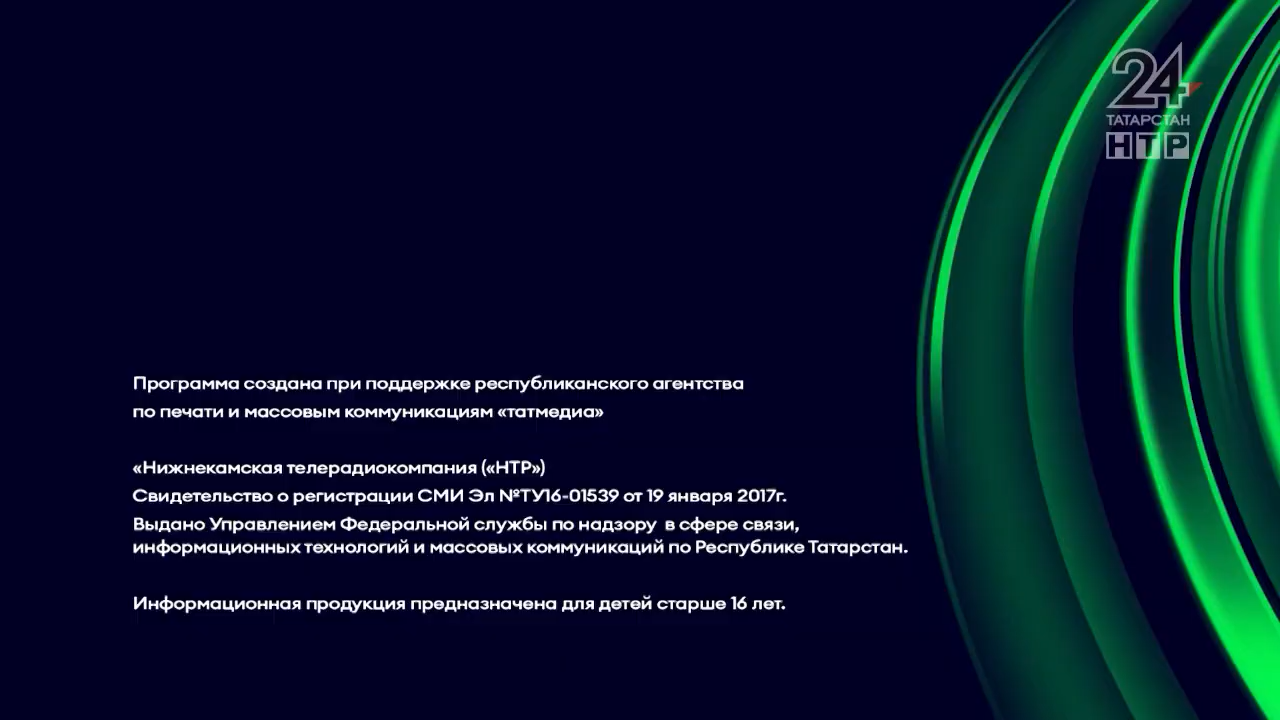 24
ТАТАРСТАН
НТР
Программа создана при поддержке республиканского агентства
по печати и массовым коммуникациям «татмедиа»
«Нижнекамская телерадиокомпания («НТР»)
Свидетельство о регистрации СМИ Эл №ТУ16-01539 от 19 января 2017г.
Выдано Управлением Федеральной службы по надзору в сфере связи,
информационных технологий и массовых коммуникаций по Республике Татарстан.
Информационная продукция предназначена для детей старше 16 лет.